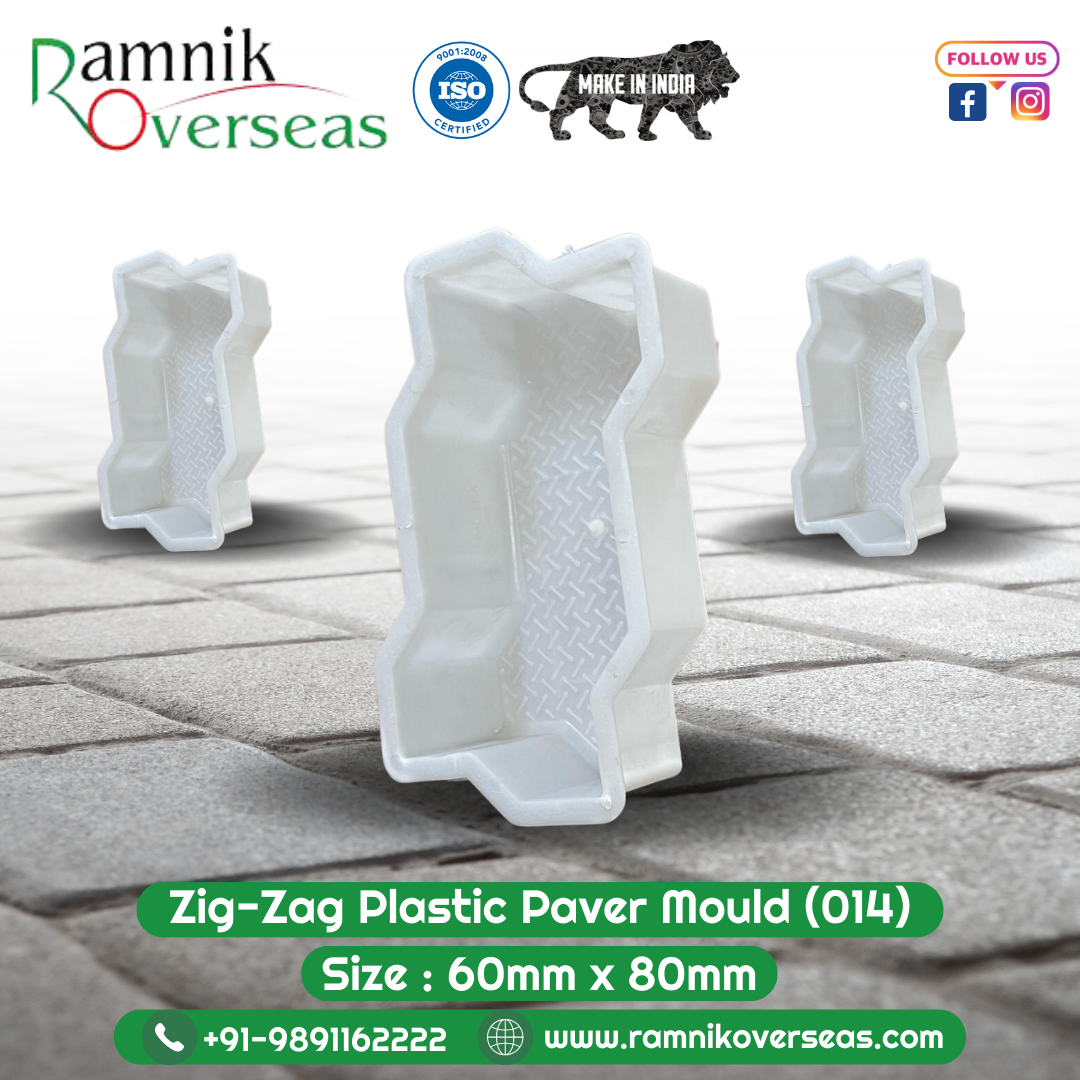 Ramnik
Overseas
9001:2008
ISO
CERTIFIED
MAKE IN INDIA
FOLLOW US
Zig-Zag Plastic Paver Mould (014)
Size : 60mm x 80mm
+91-9891162222
www.ramnikoverseas.com